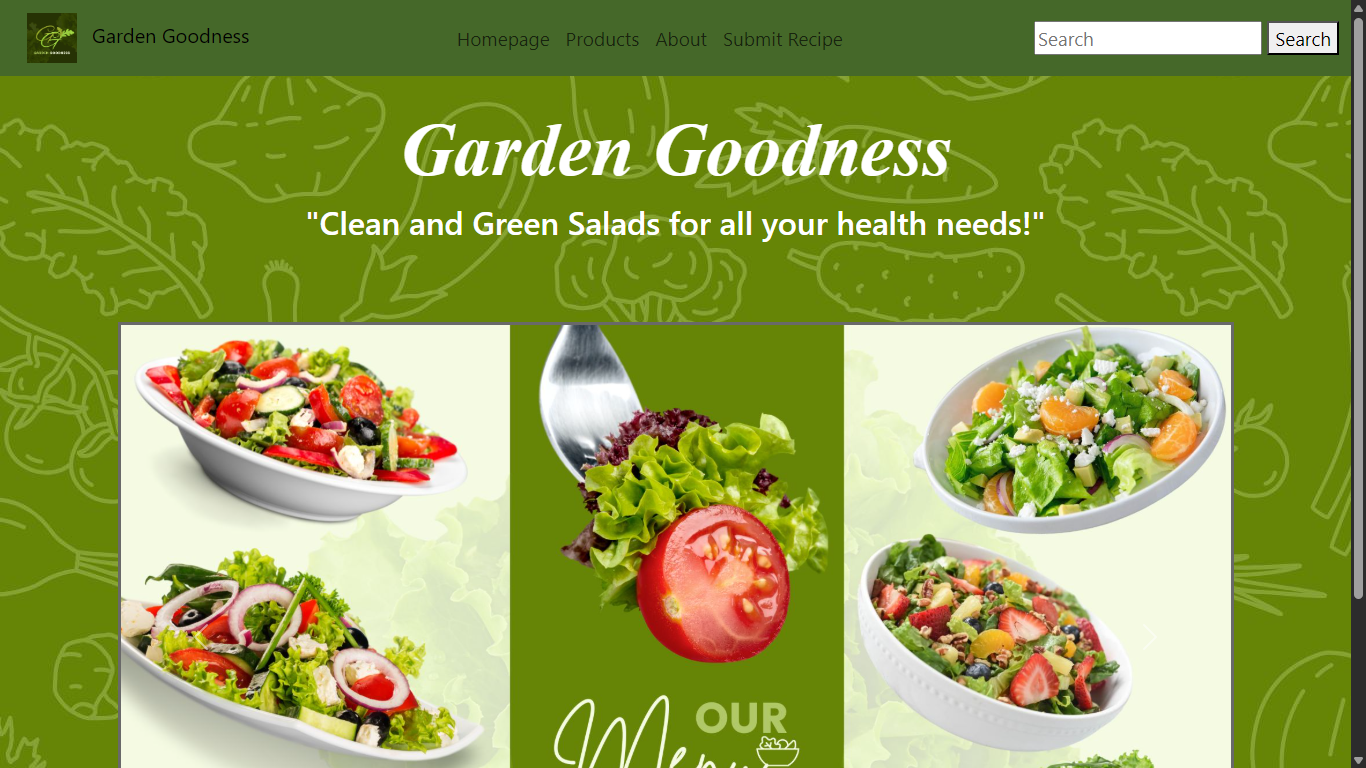 Garden Goodness
Homepage Products About Submit Recipe
Search Search
Garden Goodness
"Clean and Green Salads for all your health needs!"
OUR
Menu